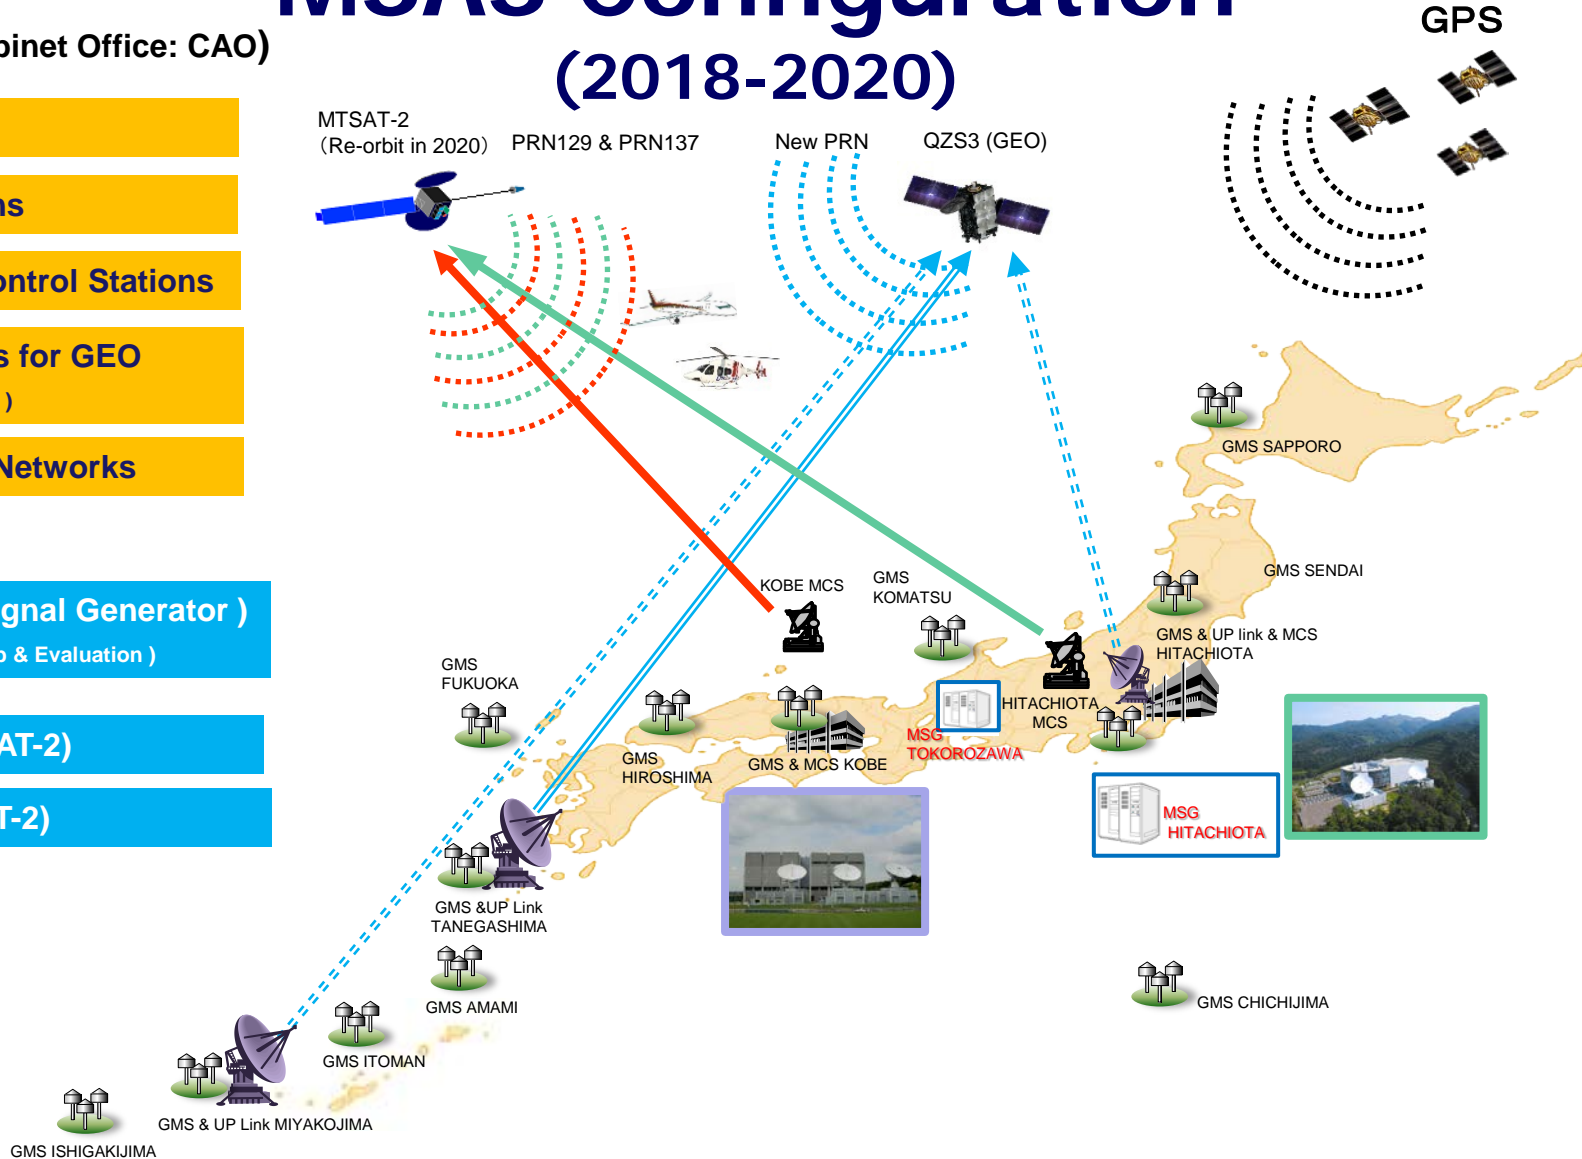 MSAS Configuration
(2018-2020)
binet Office: CAO)
GPS
MTSAT-2
（Re-orbit in 2020）
PRN129 & PRN137
New PRN
QZS3 (GEO)
ns
ontrol Stations
s for GEO
)
Networks
gnal Generator )
p & Evaluation )
AT-2)
T-2)
GMS SAPPORO
GMS SENDAI
KOBE MCS
GMS
KOMATSU
GMS & UP link & MCS
HITACHIOTA
GMS
FUKUOKA
HITACHIOTA
MCS
MSG
TOKOROZAWA
GMS
HIROSHIMA
GMS & MCS KOBE
MSG
HITACHIOTA
GMS &UP Link
TANEGASHIMA
GMS AMAMI
GMS CHICHIJIMA
GMS ITOMAN
GMS & UP Link MIYAKOJIMA
GMS ISHIGAKIJIMA